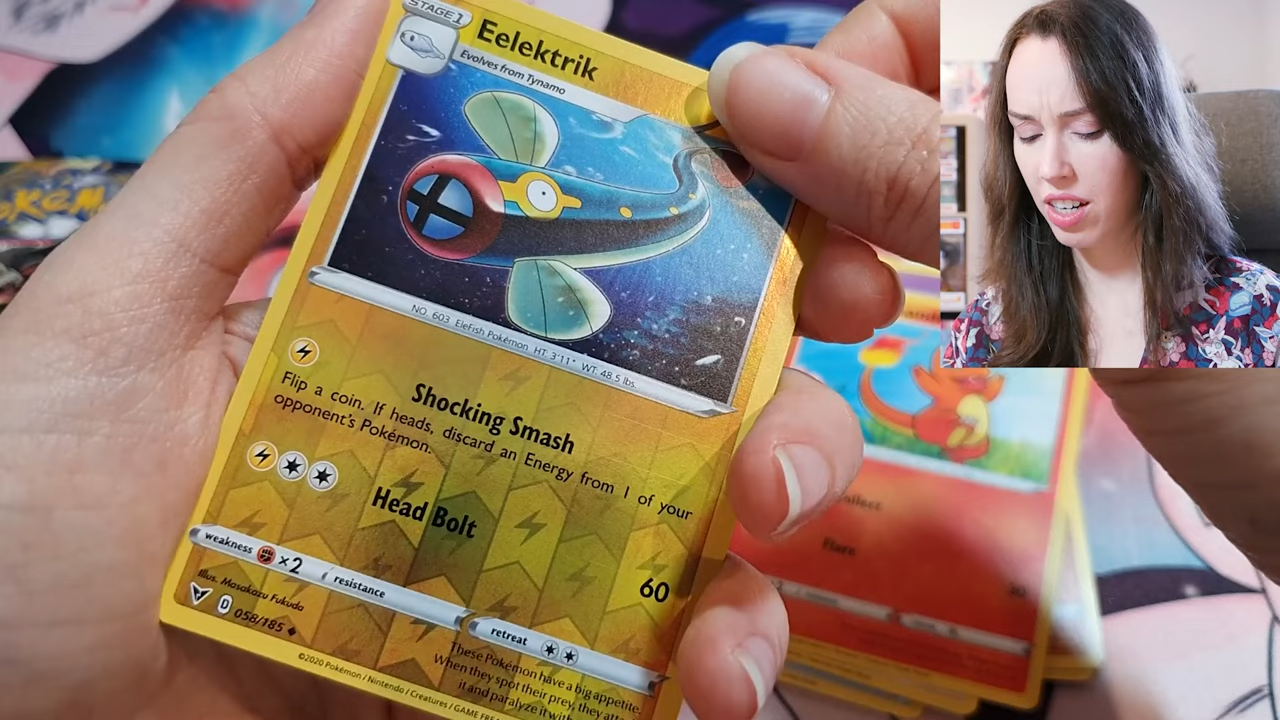 STAGE 1
Eelektrik
Evolves from Tynamo
NO. 603 EleFish Pokémon HT: 3'11" WT: 48.5 lbs.
Shocking Smash
Flip a coin. If heads, discard an Energy from 1 of your
opponent's Pokémon.
Head Bolt
60
weakness ×2 resistance
retreat
Illus. Masakazu Fukuda
D 058/185
These Pokémon have a big appetite.
When they spot their prey, they
it and paralyze it
©2020 Pokémon / Nintendo / Creatures / GAME
Collect
Flare
30